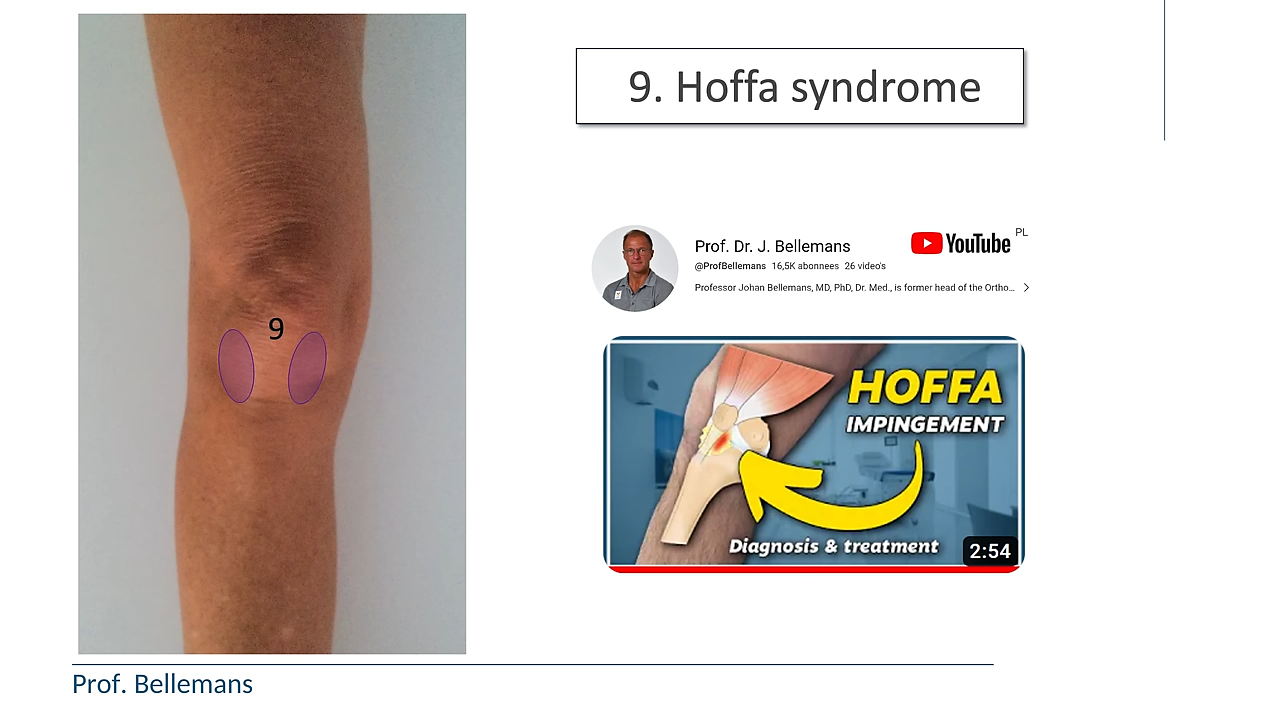 9. Hoffa syndrome
Prof. Dr. J. Bellemans
YouTube PL
@ProfBellemans 16,5K abonnees 26 video's
Professor Johan Bellemans, MD, PhD, Dr. Med., is former head of the Ortho...
9
HOFFA
IMPINGEMENT
Diagnosis & treatment
2:54
Prof. Bellemans